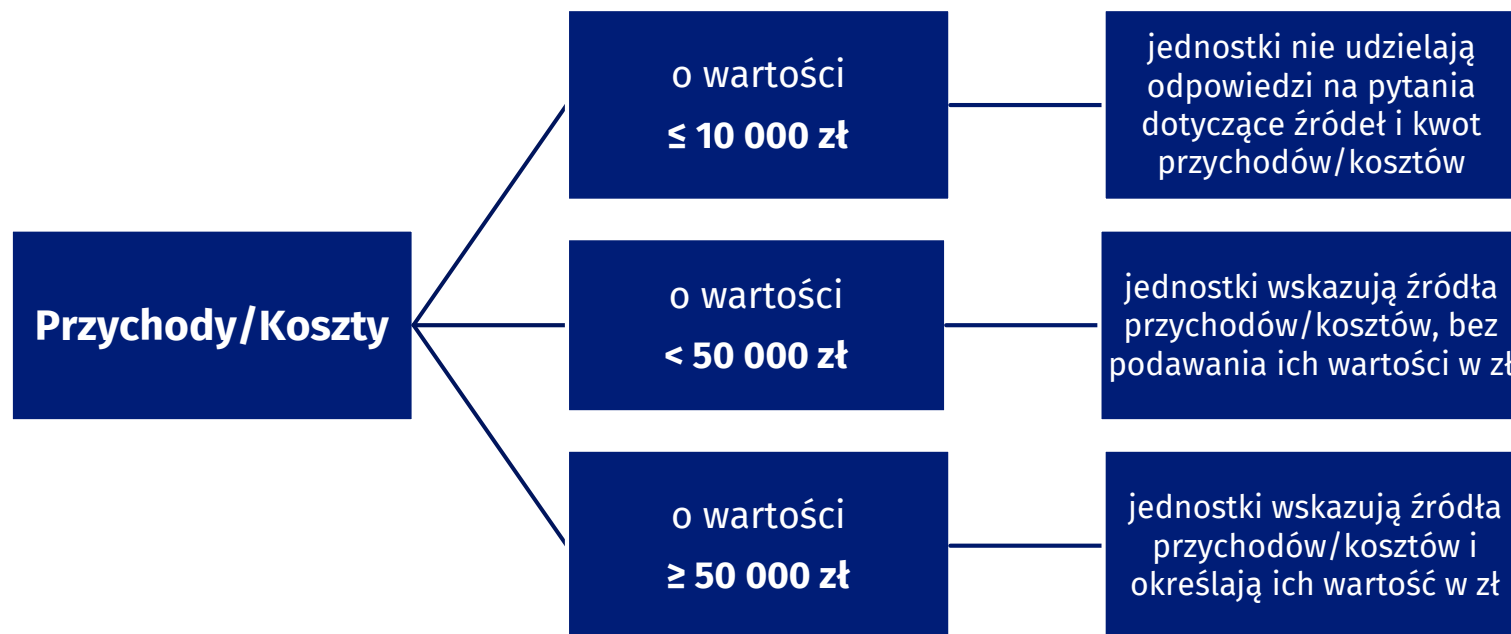 Przychody/Koszty
o wartości
≤ 10 000 zł
jednostki nie udzielają
odpowiedzi na pytania
dotyczące źródeł i kwot
przychodów/kosztów
o wartości
< 50 000 zł
jednostki wskazują źródła
przychodów/kosztów, bez
podawania ich wartości w zł
o wartości
≥ 50 000 zł
jednostki wskazują źródła
przychodów/kosztów i
określają ich wartość w zł